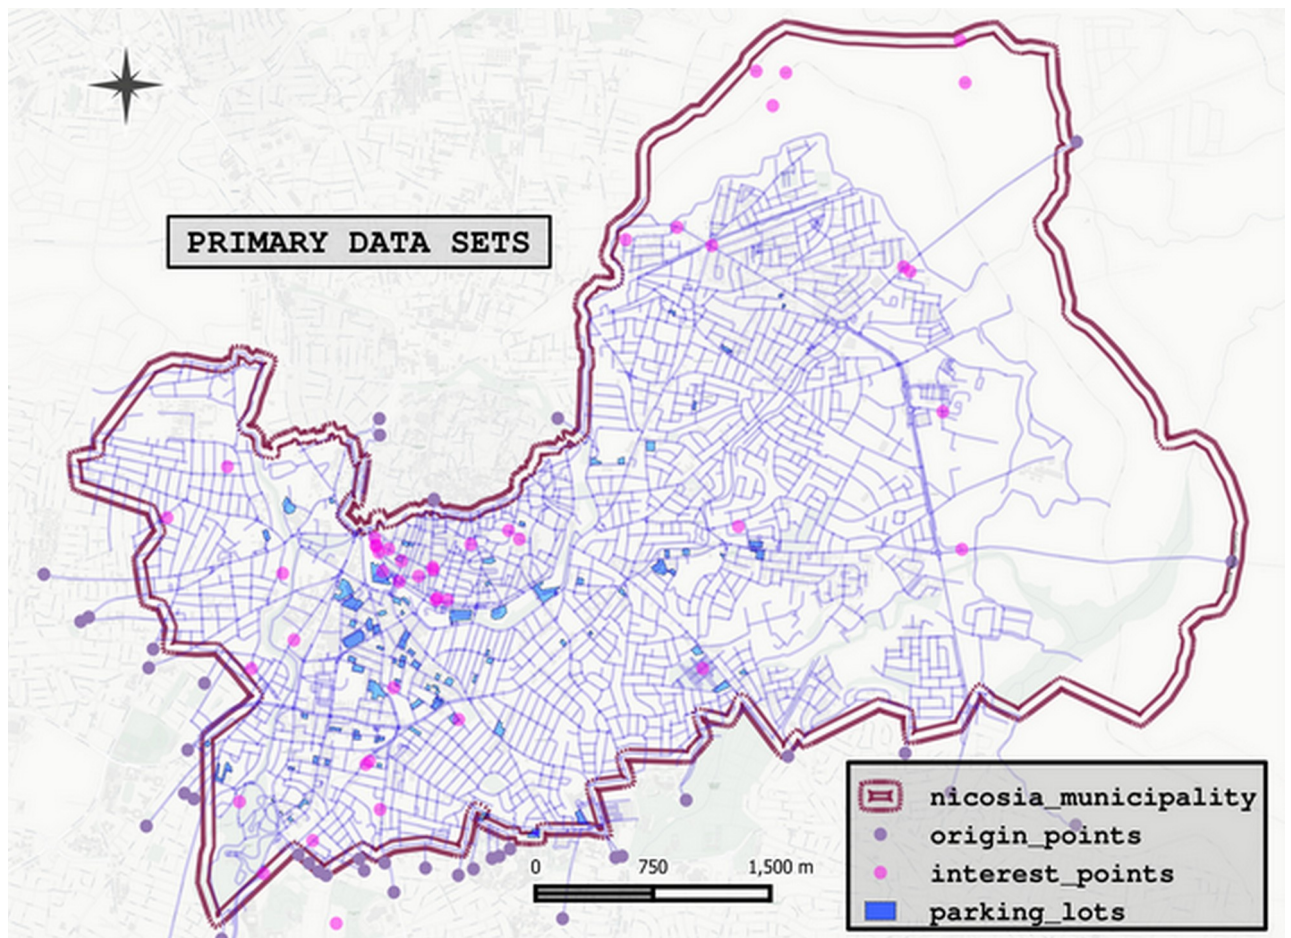 PRIMARY DATA SETS
0 750 1,500 m
nicosia_municipality
origin_points
interest_points
parking_lots